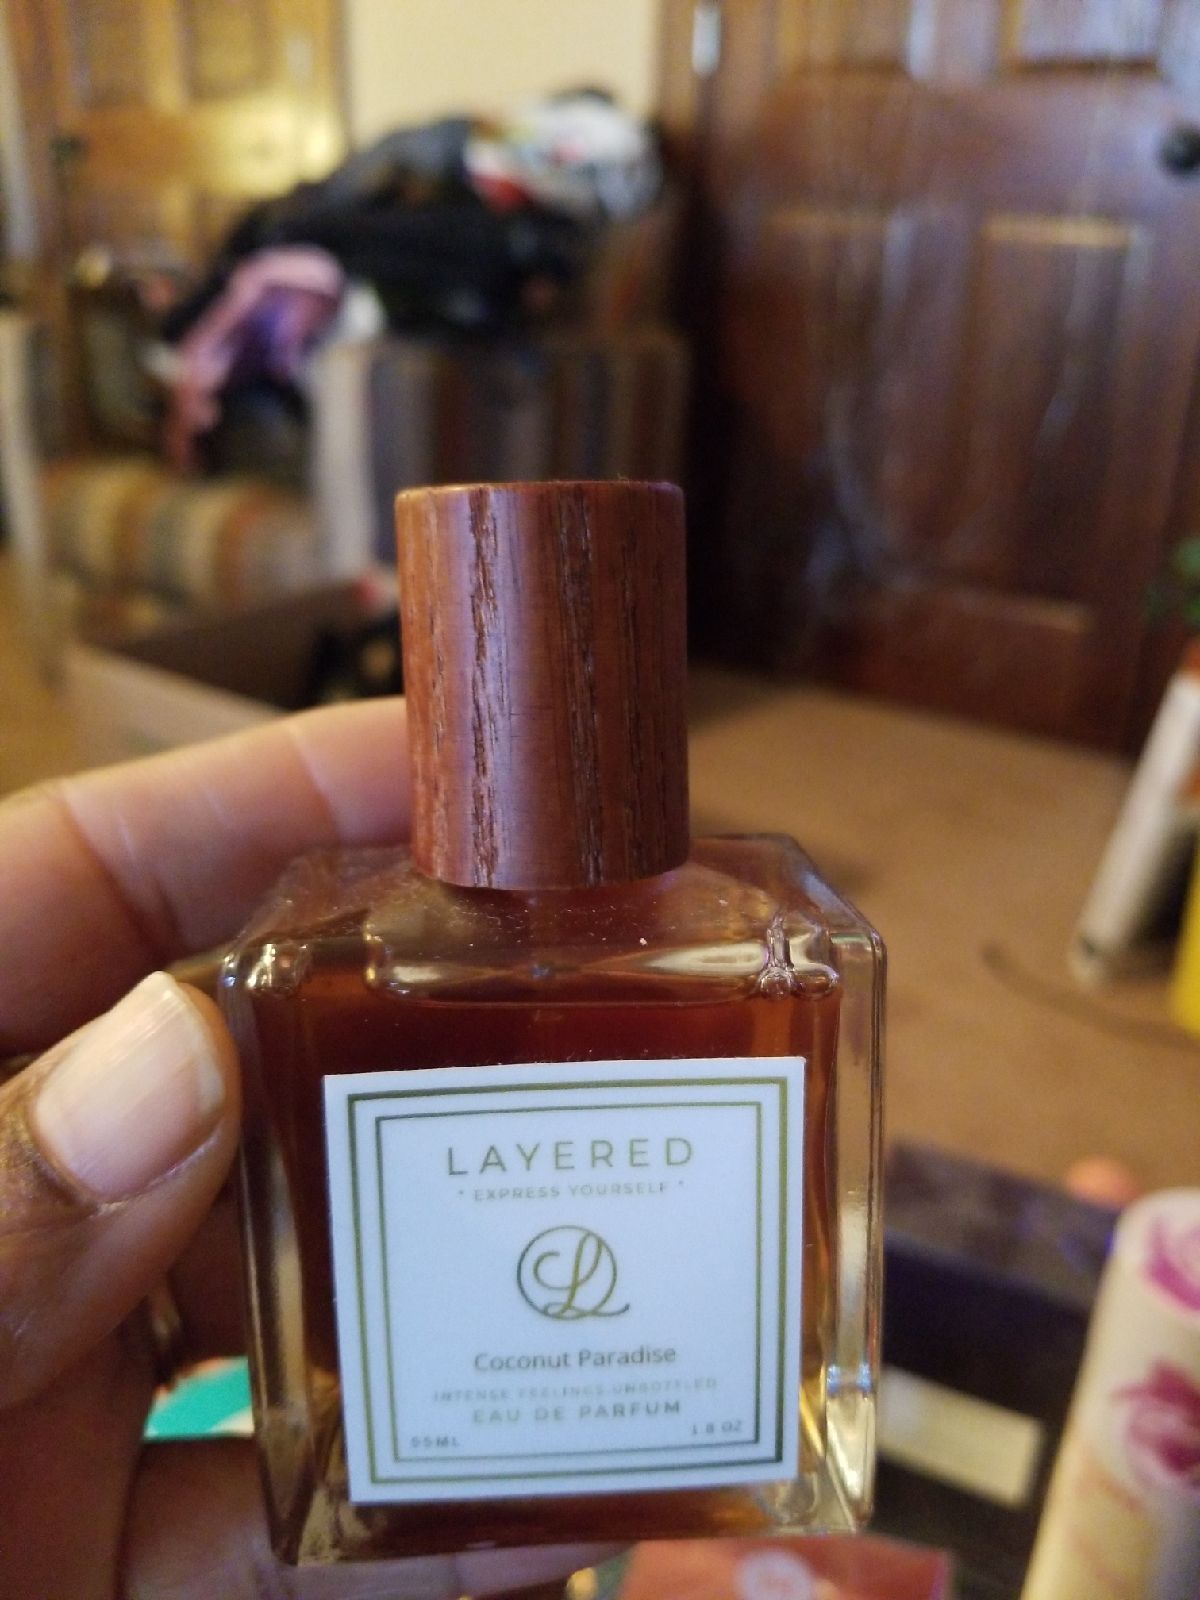 LAYERED
* EXPRESS YOURSELF *
L
Coconut Paradise
INTENSE FEELINGS UNBOTTLED
EAU DE PARFUM
55ML 1.8 OZ